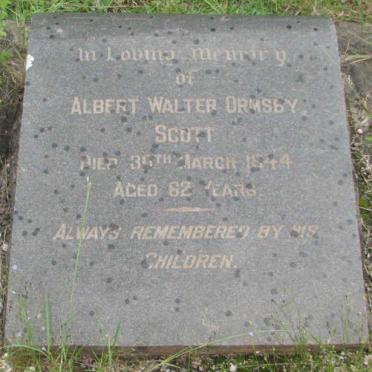 In Loving Memory
of
ALBERT WALTER ORMSBY
SCOTT
DIED TH MARCH 1944
AGED 62 YEARS.
ALWAYS REMEMBERED BY HIS
CHILDREN.